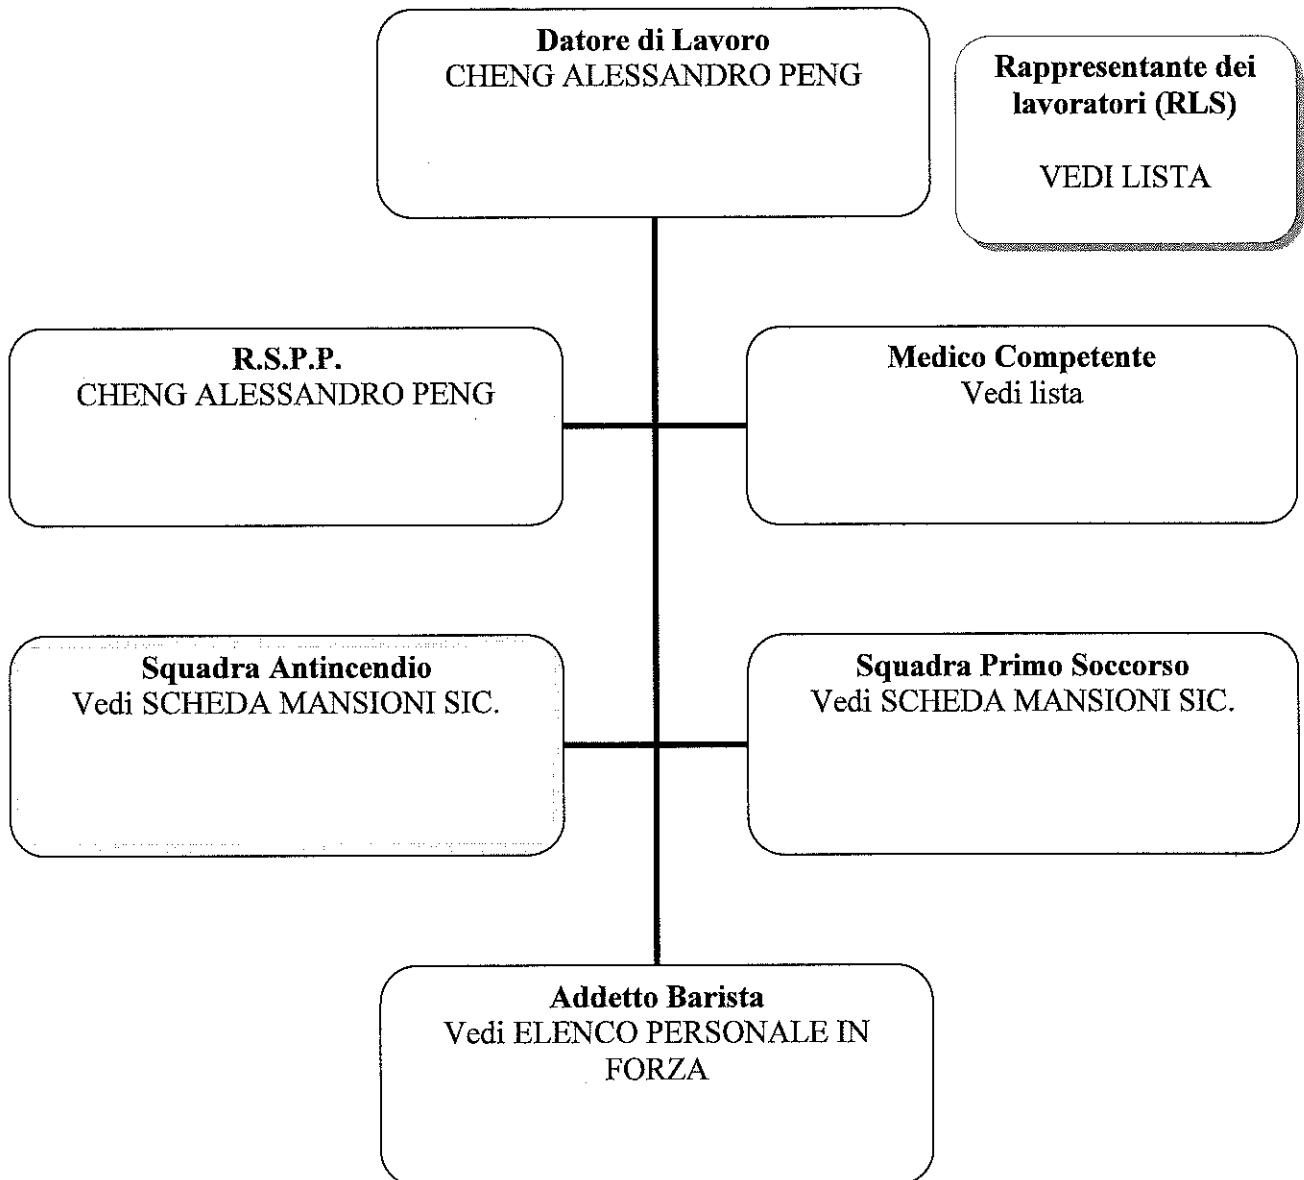 Datore di Lavoro
CHENG ALESSANDRO PENG
Rappresentante dei
lavoratori (RLS)
VEDI LISTA
R.S.P.P.
CHENG ALESSANDRO PENG
Medico Competente
Vedi lista
Squadra Antincendio
Vedi SCHEDA MANSIONI SIC.
Squadra Primo Soccorso
Vedi SCHEDA MANSIONI SIC.
Addetto Barista
Vedi ELENCO PERSONALE IN
FORZA